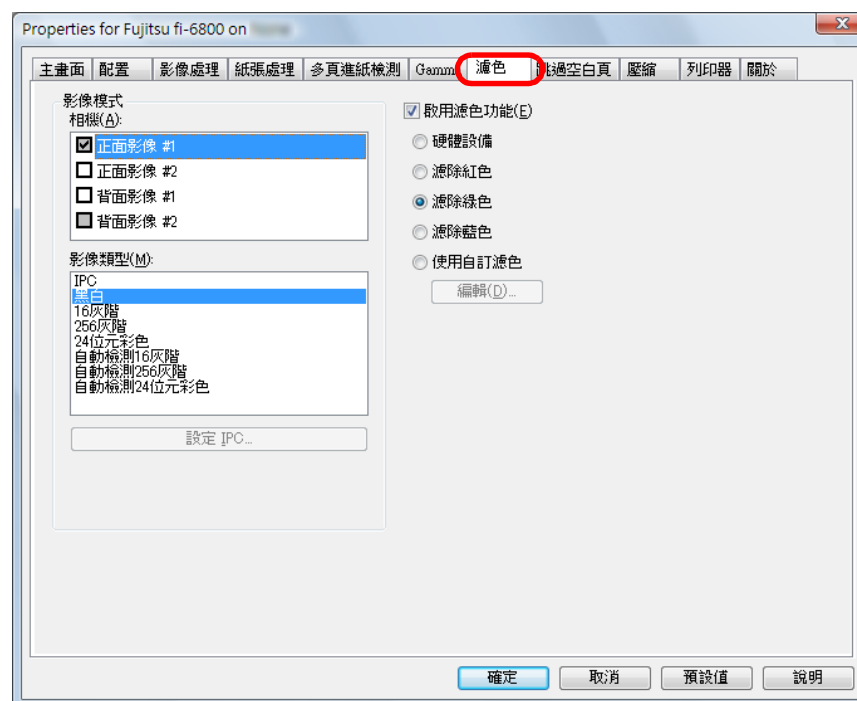 Properties for Fujitsu fi-6800 on
主畫面 配置 影像處理 紙張處理 多頁進紙檢測 Gamm 濾色 跳過空白頁 壓縮 列印器 關於
影像模式
相機(A):
正面影像 #1
正面影像 #2
背面影像 #1
背面影像 #2
影像類型(M):
IPC
黑白
16灰階
256灰階
24位元彩色
自動檢測16灰階
自動檢測256灰階
自動檢測24位元彩色
設定 IPC...
啟用濾色功能(E)
硬體設備
濾除紅色
濾除綠色
濾除藍色
使用自訂濾色
編輯(D)...
確定 取消 預設值 說明